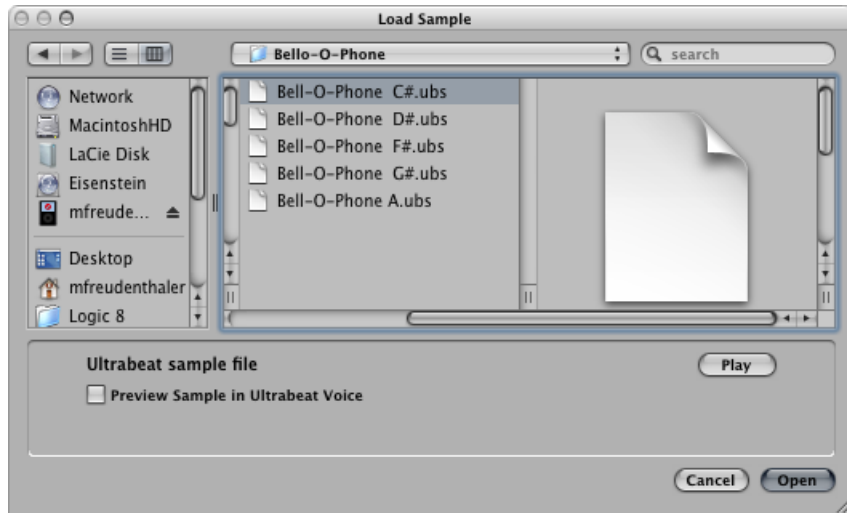 Load Sample
Bello-O-Phone
search
Network
MacintoshHD
LaCie Disk
Eisenstein
mfreude...
Desktop
mfreudenthaler
Logic 8
Bell-O-Phone C#.ubs
Bell-O-Phone D#.ubs
Bell-O-Phone F#.ubs
Bell-O-Phone G#.ubs
Bell-O-Phone A.ubs
Ultrabeat sample file
Play
Preview Sample in Ultrabeat Voice
Cancel
Open